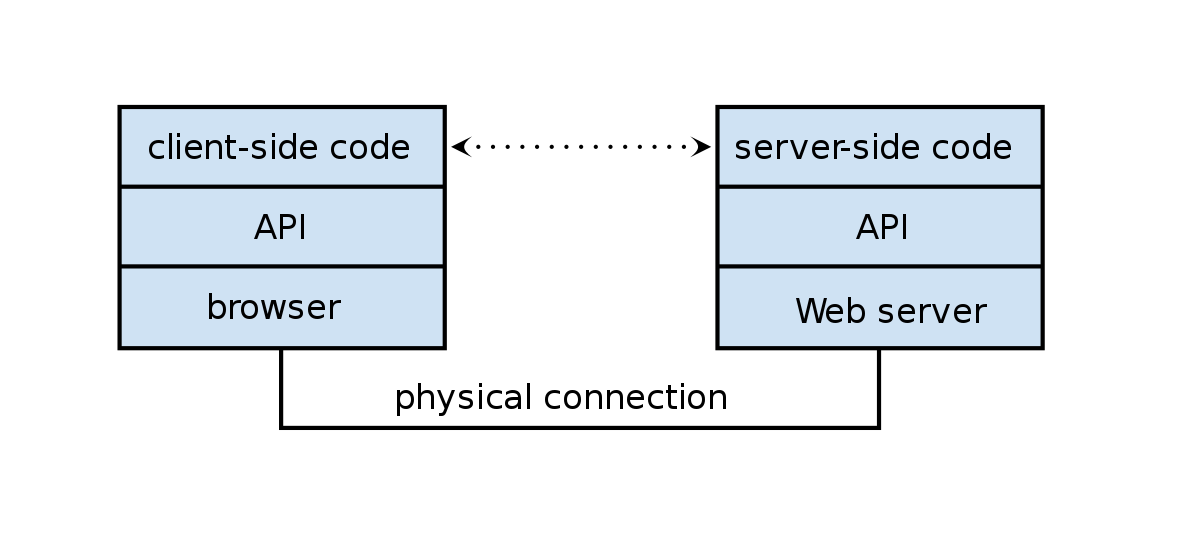 client-side code
API
browser
server-side code
API
Web server
physical connection